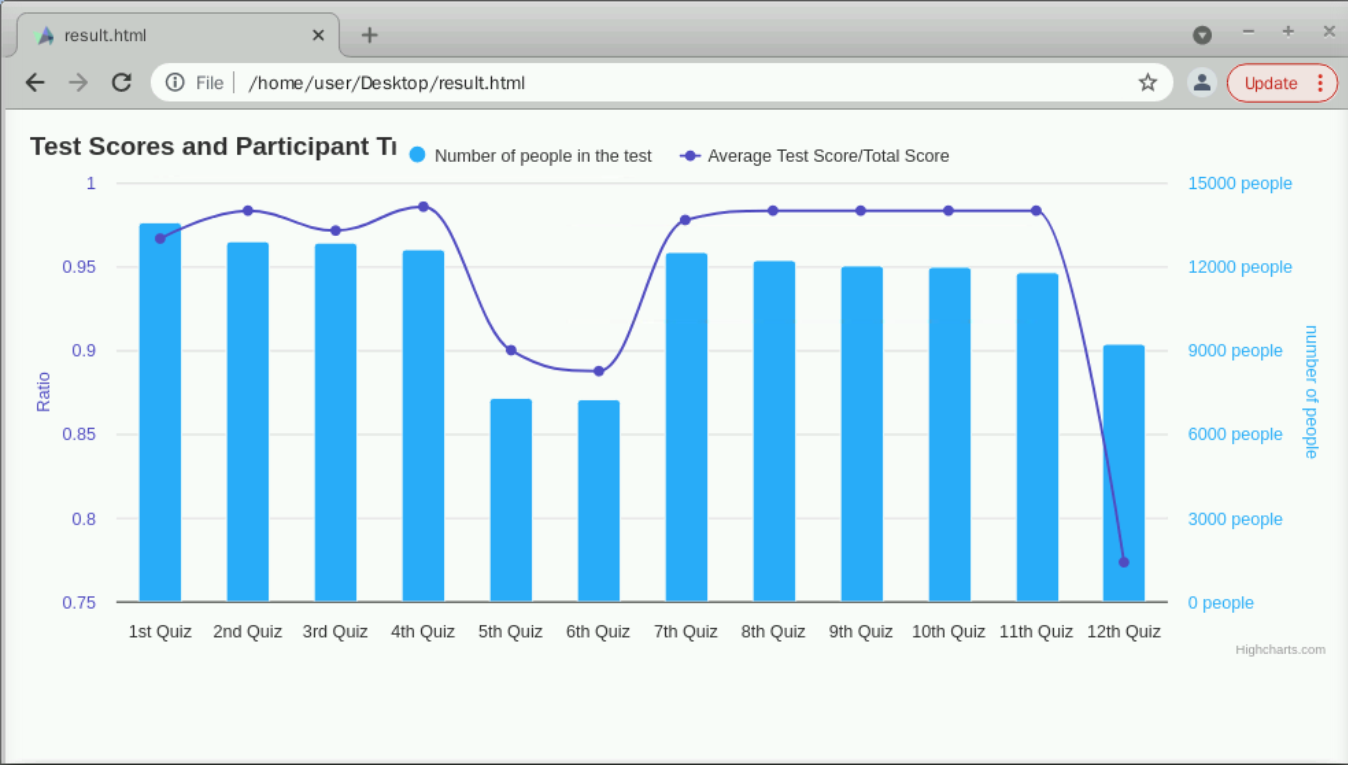 result.html
File /home/user/Desktop/result.html
Update
Test Scores and Participant
Number of people in the test
Average Test Score/Total Score
1
0.95
0.9
0.85
0.8
0.75
Ratio
15000 people
12000 people
9000 people
6000 people
3000 people
0 people
number of people
1st Quiz 2nd Quiz 3rd Quiz 4th Quiz 5th Quiz 6th Quiz 7th Quiz 8th Quiz 9th Quiz 10th Quiz 11th Quiz 12th Quiz
Highcharts.com